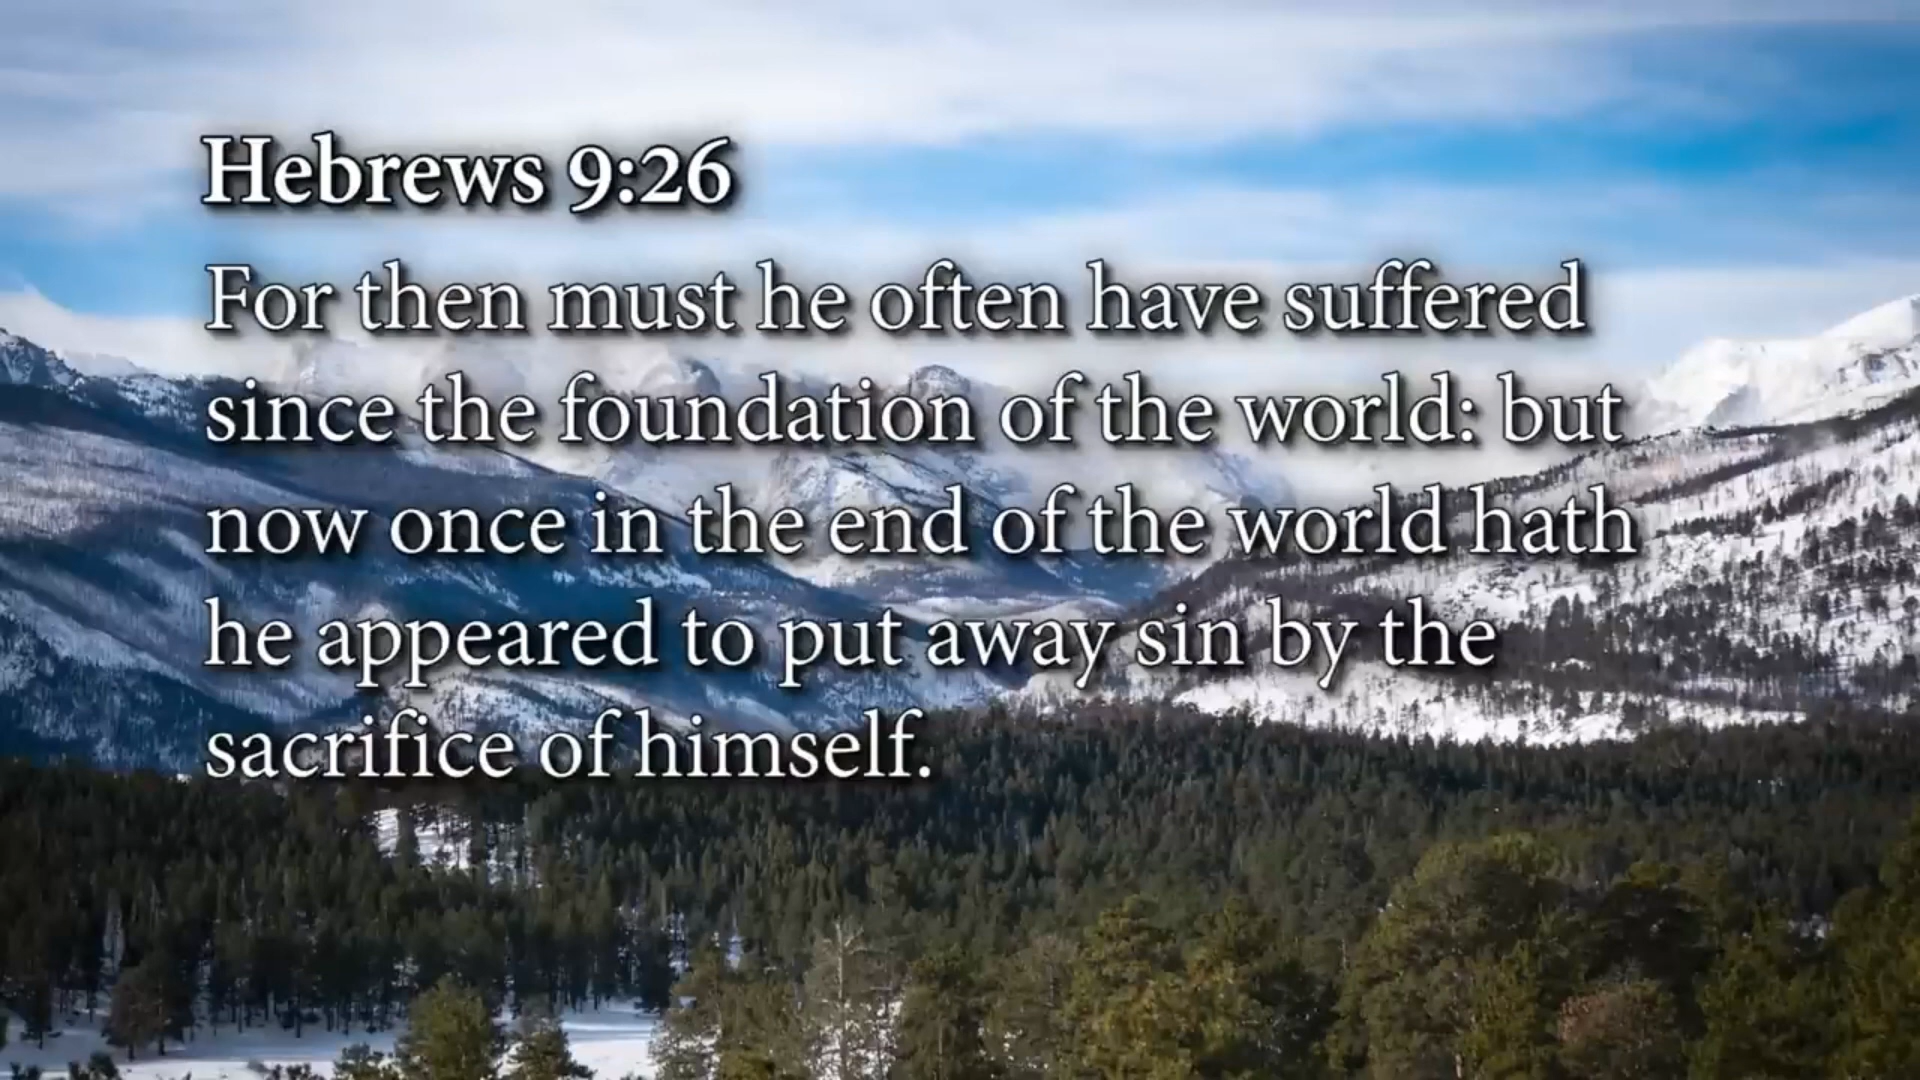 Hebrews 9:26
For then must he often have suffered
since the foundation of the world: but
now once in the end of the world hath
he appeared to put away sin by the
sacrifice of himself.